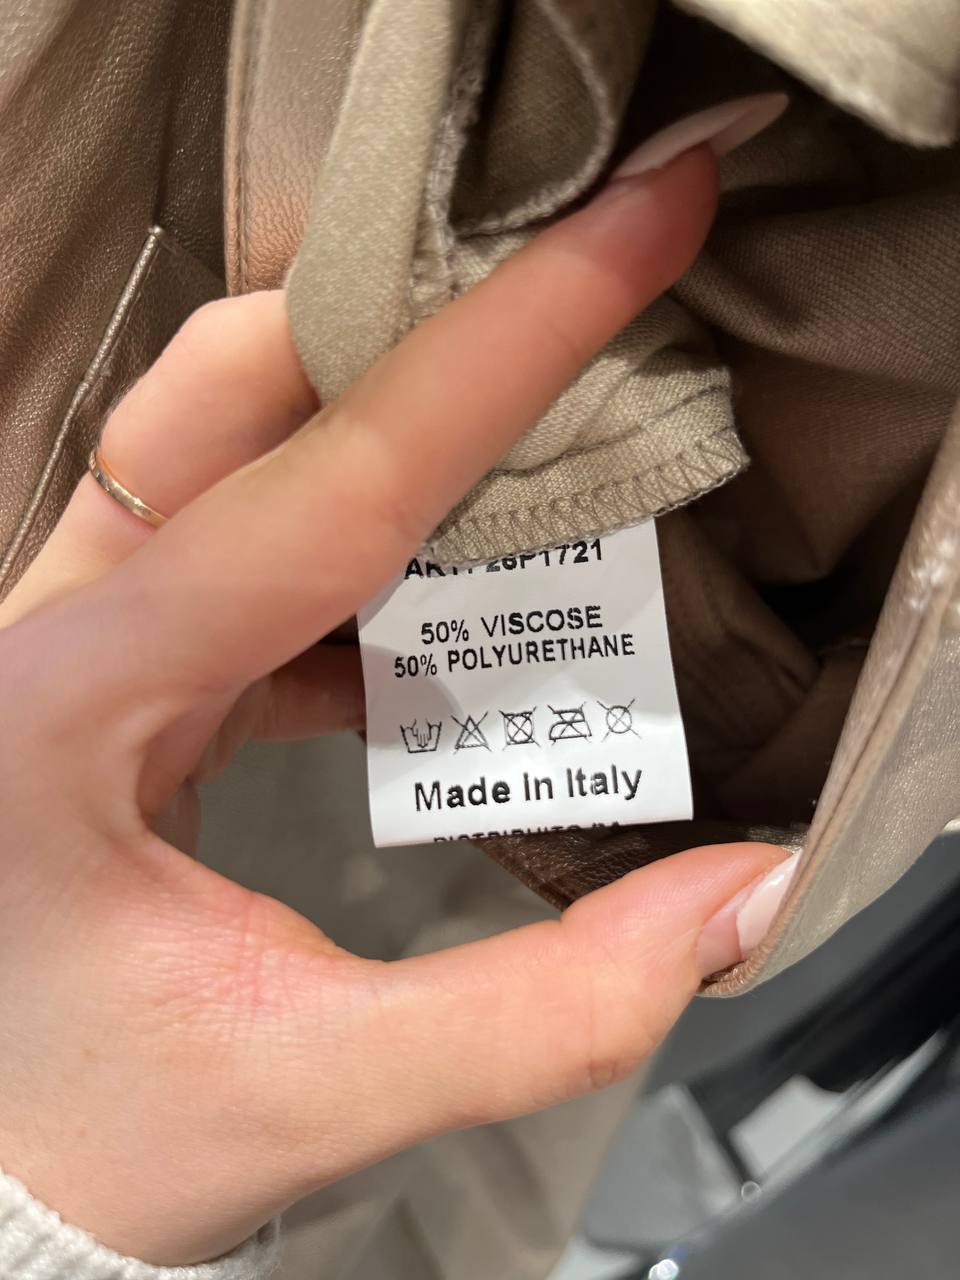 50% VISCOSE
50% POLYURETHANE
Made In Italy